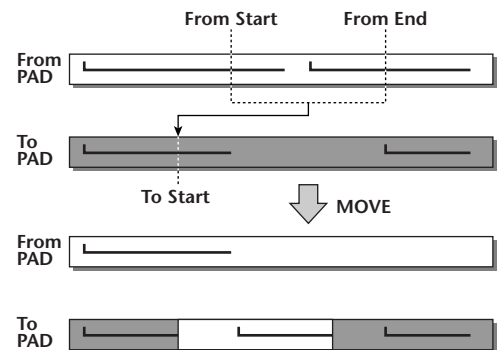 From Start From End
From
PAD
To
PAD
To Start
MOVE
From
PAD
To
PAD